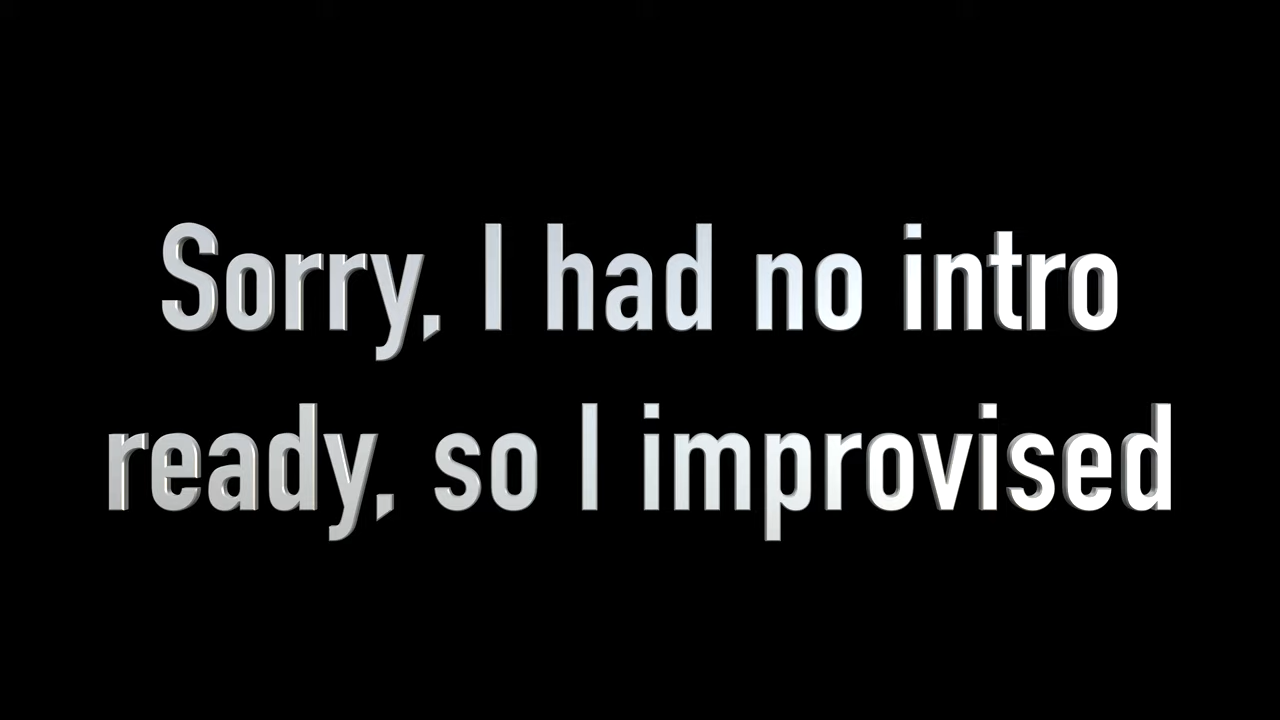 Sorry, I had no intro
ready, so I improvised